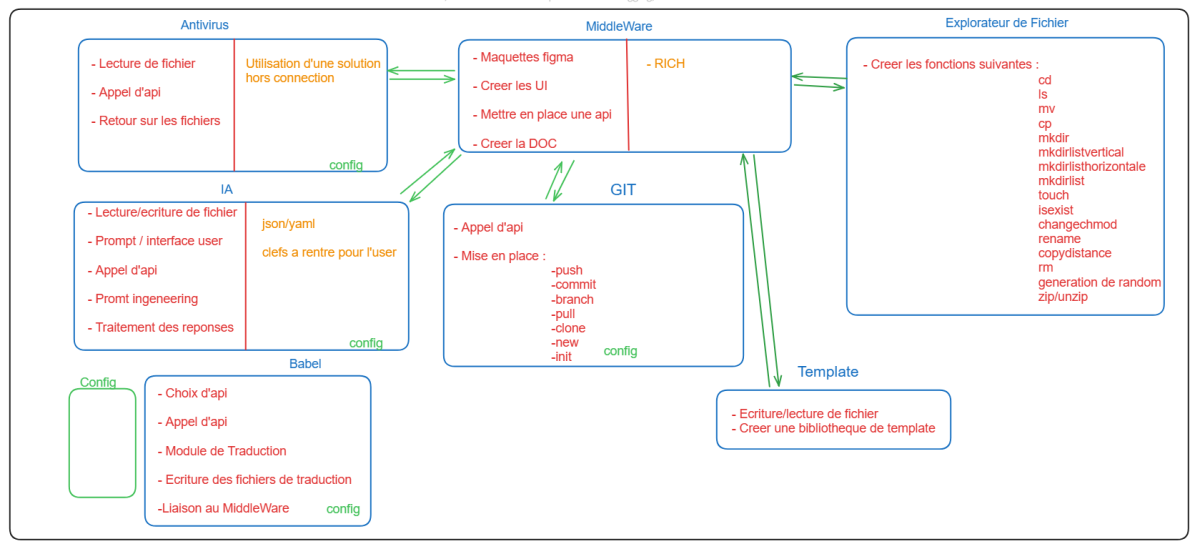 Antivirus
- Lecture de fichier
- Appel d'api
- Retour sur les fichiers
Utilisation d'une solution
hors connection
config
MiddleWare
- Maquettes figma
- Creer les UI
- Mettre en place une api
- Creer la DOC
- RICH
Explorateur de Fichier
- Creer les fonctions suivantes :
cd
ls
mv
cp
mkdir
mkdirlistvertical
mkdirlisthorizontale
mkdirlist
touch
isexist
changechmod
rename
copydistance
rm
generation de random
zip/unzip
IA
- Lecture/ecriture de fichier
- Prompt / interface user
- Appel d'api
- Promt ingeneering
- Traitement des reponses
json/yaml
clefs a rentre pour l'user
config
GIT
- Appel d'api
- Mise en place :
-push
-commit
-branch
-pull
-clone
-new
-init
config
Template
- Ecriture/lecture de fichier
- Creer une bibliotheque de template
Config
Babel
- Choix d'api
- Appel d'api
- Module de Traduction
- Ecriture des fichiers de traduction
-Liaison au MiddleWare
config